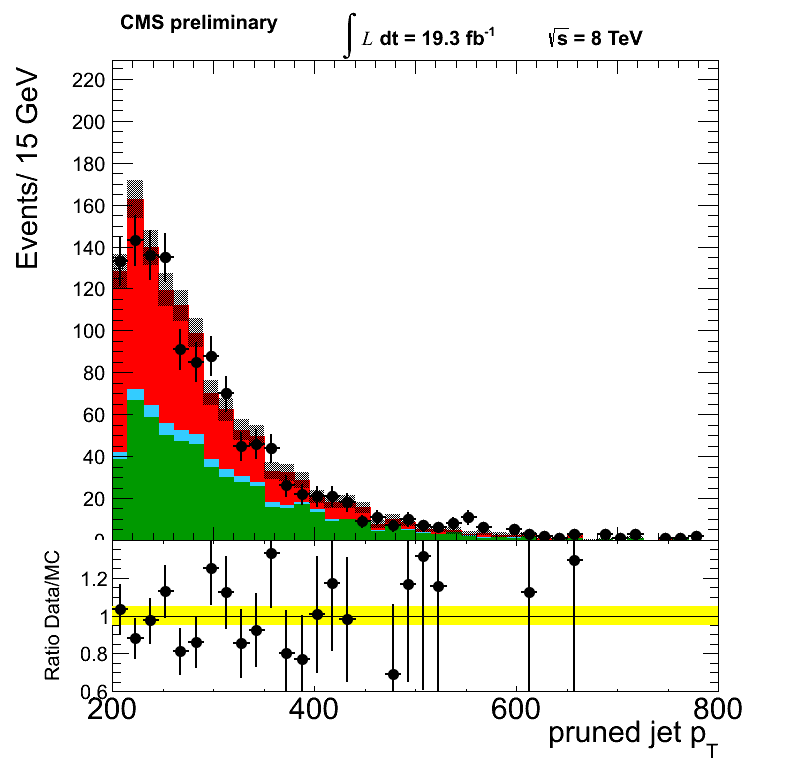 CMS preliminary
∫ L dt = 19.3 fb⁻¹
√s = 8 TeV
Events/ 15 GeV
220
200
180
160
140
120
100
80
60
40
20
0
Ratio Data/MC
1.2
1
0.8
0.6
200 400 600 800
pruned jet p_T